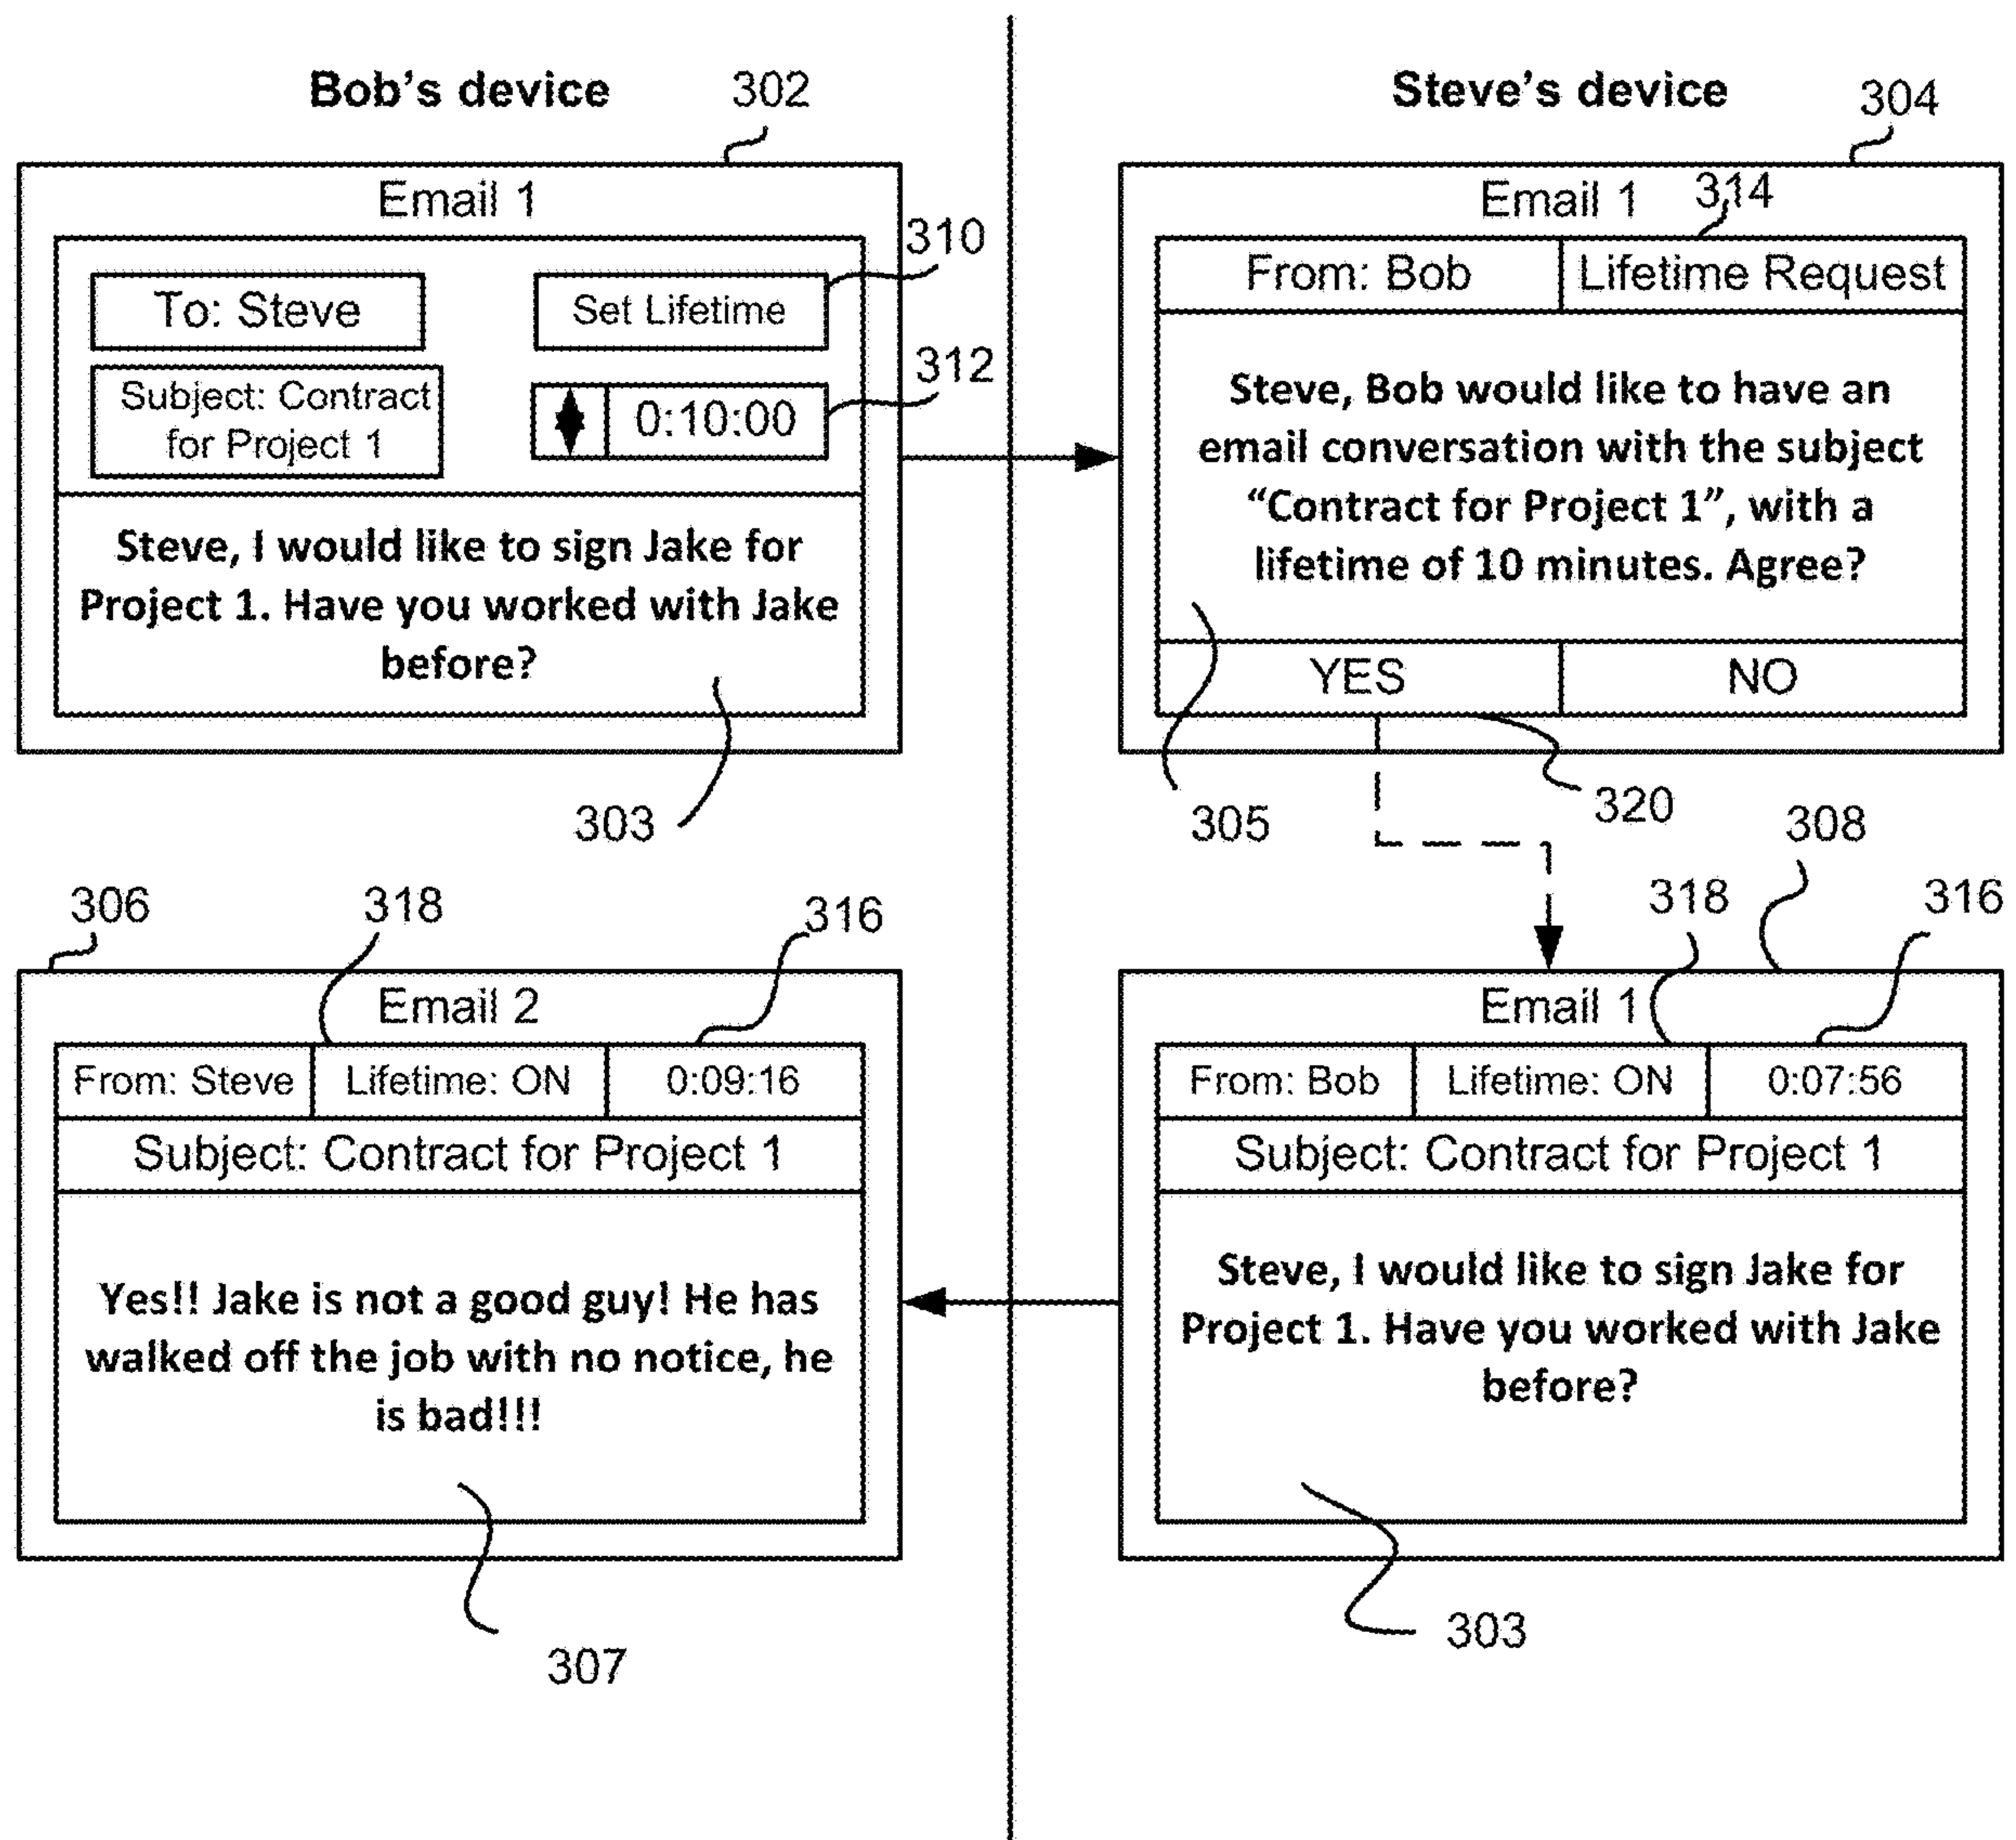 Bob's device
302
Email 1
310
To: Steve
Set Lifetime
312
Subject: Contract
for Project 1
0:10:00
Steve, I would like to sign Jake for
Project 1. Have you worked with Jake
before?
303
Steve's device
304
Email 1
314
From: Bob
Lifetime Request
Steve, Bob would like to have an
email conversation with the subject
“Contract for Project 1”, with a
lifetime of 10 minutes. Agree?
YES
NO
305
320
306
318
316
Email 2
From: Steve
Lifetime: ON
0:09:16
Subject: Contract for Project 1
Yes!! Jake is not a good guy! He has
walked off the job with no notice, he
is bad!!!
307
308
318
316
Email 1
From: Bob
Lifetime: ON
0:07:56
Subject: Contract for Project 1
Steve, I would like to sign Jake for
Project 1. Have you worked with Jake
before?
303